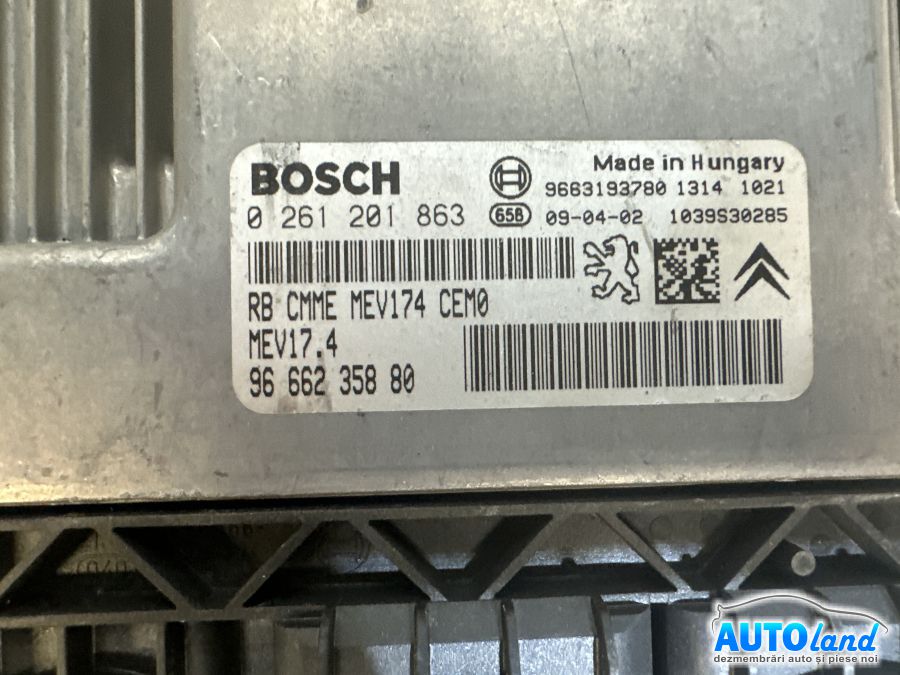 BOSCH
Made in Hungary
9663193780 1314 1021
0 261 201 863
658
09-04-02 1039S30285
RB CMME MEV174 CEM0
MEV17.4
96 662 358 80
AUTOland
dezmembrări auto și piese noi